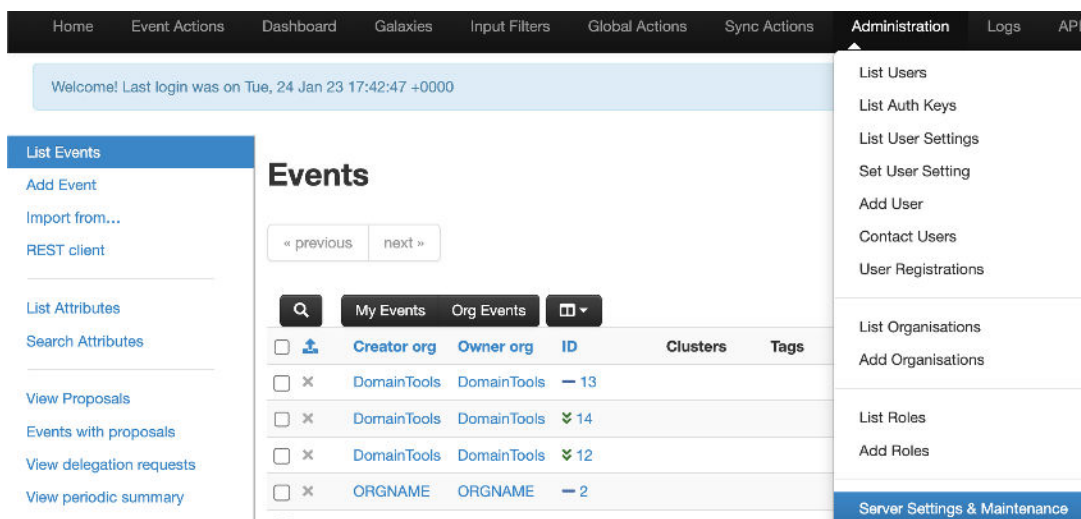 Home Event Actions Dashboard Galaxies Input Filters Global Actions Sync Actions Administration Logs API
Welcome! Last login was on Tue, 24 Jan 23 17:42:47 +0000
List Events
Add Event
Import from...
REST client
List Attributes
Search Attributes
View Proposals
Events with proposals
View delegation requests
View periodic summary
Events
« previous next »
My Events Org Events
Creator org Owner org ID Clusters Tags
DomainTools DomainTools 13
DomainTools DomainTools 14
DomainTools DomainTools 12
ORGNAME ORGNAME 2
List Users
List Auth Keys
List User Settings
Set User Setting
Add User
Contact Users
User Registrations
List Organisations
Add Organisations
List Roles
Add Roles
Server Settings & Maintenance